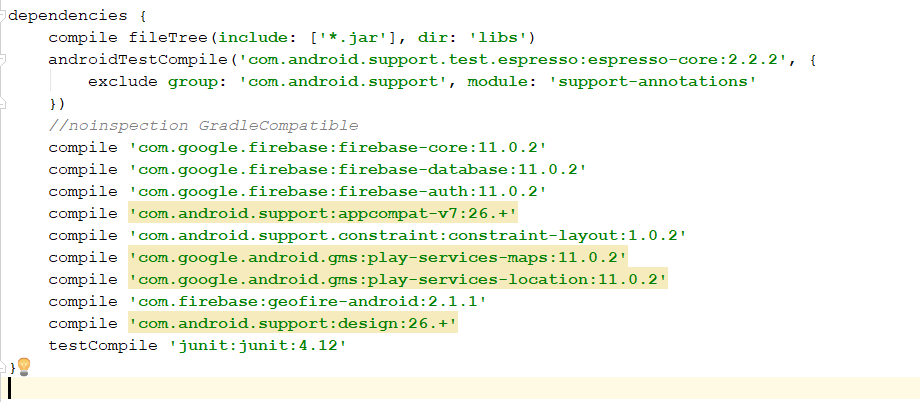 dependencies {
    compile fileTree(include: ['*.jar'], dir: 'libs')
    androidTestCompile('com.android.support.test.espresso:espresso-core:2.2.2', {
        exclude group: 'com.android.support', module: 'support-annotations'
    })
    //noinspection GradleCompatible
    compile 'com.google.firebase:firebase-core:11.0.2'
    compile 'com.google.firebase:firebase-database:11.0.2'
    compile 'com.google.firebase:firebase-auth:11.0.2'
    compile 'com.android.support:appcompat-v7:26.+'
    compile 'com.android.support.constraint:constraint-layout:1.0.2'
    compile 'com.google.android.gms:play-services-maps:11.0.2'
    compile 'com.google.android.gms:play-services-location:11.0.2'
    compile 'com.firebase:geofire-android:2.1.1'
    compile 'com.android.support:design:26.+'
    testCompile 'junit:junit:4.12'
}